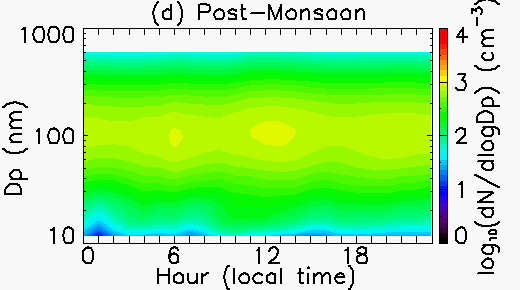 (d) Post-Monsoon
1000
100
10
Dp (nm)
0 6 12 18
Hour (local time)
4
3
2
1
0
log10(dN/dlogDp) (cm-3)